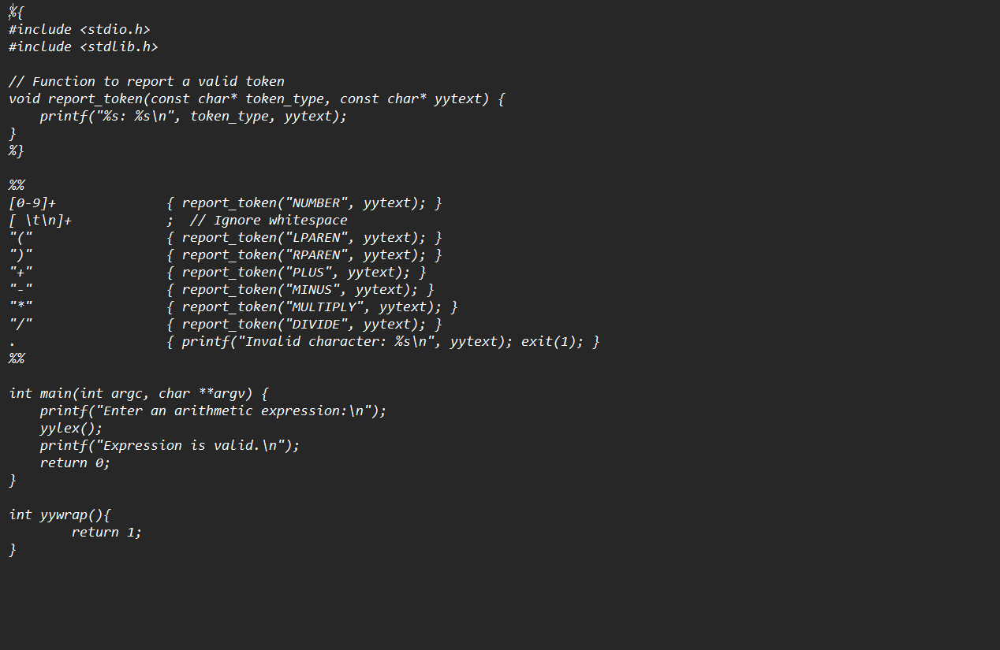 %{
#include <stdio.h>
#include <stdlib.h>

// Function to report a valid token
void report_token(const char* token_type, const char* yytext) {
    printf("%s: %s\n", token_type, yytext);
}
%}

%%
[0-9]+              { report_token("NUMBER", yytext); }
[ \t\n]+            ;  // Ignore whitespace
"("                 { report_token("LPAREN", yytext); }
")"                 { report_token("RPAREN", yytext); }
"+"                 { report_token("PLUS", yytext); }
"-"                 { report_token("MINUS", yytext); }
"*"                 { report_token("MULTIPLY", yytext); }
"/"                 { report_token("DIVIDE", yytext); }
.                   { printf("Invalid character: %s\n", yytext); exit(1); }
%%

int main(int argc, char **argv) {
    printf("Enter an arithmetic expression:\n");
    yylex();
    printf("Expression is valid.\n");
    return 0;
}

int yywrap(){
        return 1;
}